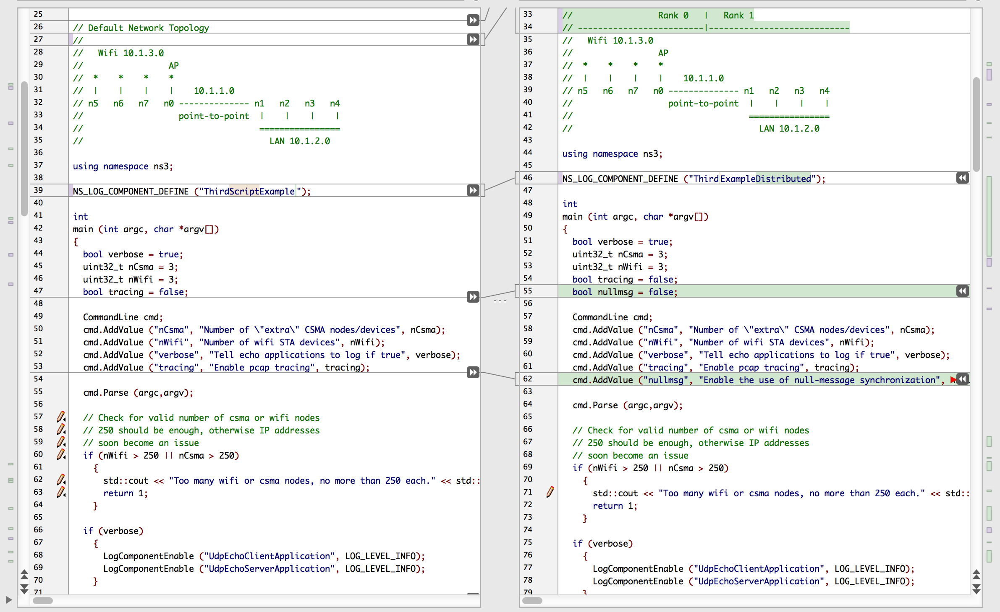 25
26 // Default Network Topology
27 //
28 //   Wifi 10.1.3.0
29 //                 AP
30 //  *    *    *    *
31 //  |    |    |    |    10.1.1.0
32 // n5   n6   n7   n0 -------------- n1   n2   n3   n4
33 //                   point-to-point  |    |    |    |
34 //                                   ================
35 //                                     LAN 10.1.2.0
36
37 using namespace ns3;
38
39 NS_LOG_COMPONENT_DEFINE ("ThirdScriptExample");
40
41 int
42 main (int argc, char *argv[])
43 {
44   bool verbose = true;
45   uint32_t nCsma = 3;
46   uint32_t nWifi = 3;
47   bool tracing = false;
48
49   CommandLine cmd;
50   cmd.AddValue ("nCsma", "Number of \"extra\" CSMA nodes/devices", nCsma);
51   cmd.AddValue ("nWifi", "Number of wifi STA devices", nWifi);
52   cmd.AddValue ("verbose", "Tell echo applications to log if true", verbose);
53   cmd.AddValue ("tracing", "Enable pcap tracing", tracing);
54
55   cmd.Parse (argc,argv);
56
57   // Check for valid number of csma or wifi nodes
58   // 250 should be enough, otherwise IP addresses
59   // soon become an issue
60   if (nWifi > 250 || nCsma > 250)
61     {
62       std::cout << "Too many wifi or csma nodes, no more than 250 each." << std::
63       return 1;
64     }
65
66   if (verbose)
67     {
68       LogComponentEnable ("UdpEchoClientApplication", LOG_LEVEL_INFO);
69       LogComponentEnable ("UdpEchoServerApplication", LOG_LEVEL_INFO);
70     }
71
33 //                 Rank 0   |   Rank 1
34 // -------------------------|----------------------------
35 //   Wifi 10.1.3.0
36 //                 AP
37 //  *    *    *    *
38 //  |    |    |    |    10.1.1.0
39 // n5   n6   n7   n0 -------------- n1   n2   n3   n4
40 //                   point-to-point  |    |    |    |
41 //                                   ================
42 //                                     LAN 10.1.2.0
43
44 using namespace ns3;
45
46 NS_LOG_COMPONENT_DEFINE ("ThirdExampleDistributed");
47
48 int
49 main (int argc, char *argv[])
50 {
51   bool verbose = true;
52   uint32_t nCsma = 3;
53   uint32_t nWifi = 3;
54   bool tracing = false;
55   bool nullmsg = false;
56
57   CommandLine cmd;
58   cmd.AddValue ("nCsma", "Number of \"extra\" CSMA nodes/devices", nCsma);
59   cmd.AddValue ("nWifi", "Number of wifi STA devices", nWifi);
60   cmd.AddValue ("verbose", "Tell echo applications to log if true", verbose);
61   cmd.AddValue ("tracing", "Enable pcap tracing", tracing);
62   cmd.AddValue ("nullmsg", "Enable the use of null-message synchronization",
63
64   cmd.Parse (argc,argv);
65
66   // Check for valid number of csma or wifi nodes
67   // 250 should be enough, otherwise IP addresses
68   // soon become an issue
69   if (nWifi > 250 || nCsma > 250)
70     {
71       std::cout << "Too many wifi or csma nodes, no more than 250 each." << std::
72       return 1;
73     }
74
75   if (verbose)
76     {
77       LogComponentEnable ("UdpEchoClientApplication", LOG_LEVEL_INFO);
78       LogComponentEnable ("UdpEchoServerApplication", LOG_LEVEL_INFO);
79     }